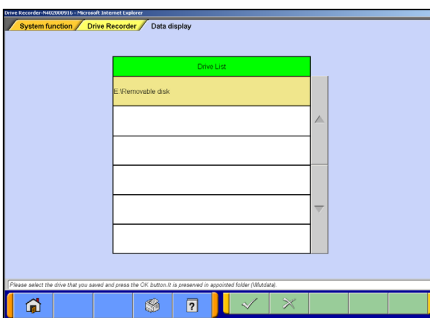 Drive Recorder-N402000916 - Microsoft Internet Explorer
System function Drive Recorder Data display
Drive List
E:\Removable disk
Please select the drive that you saved and press the OK button.It is preserved in appointed folder (\Mutdata).
?